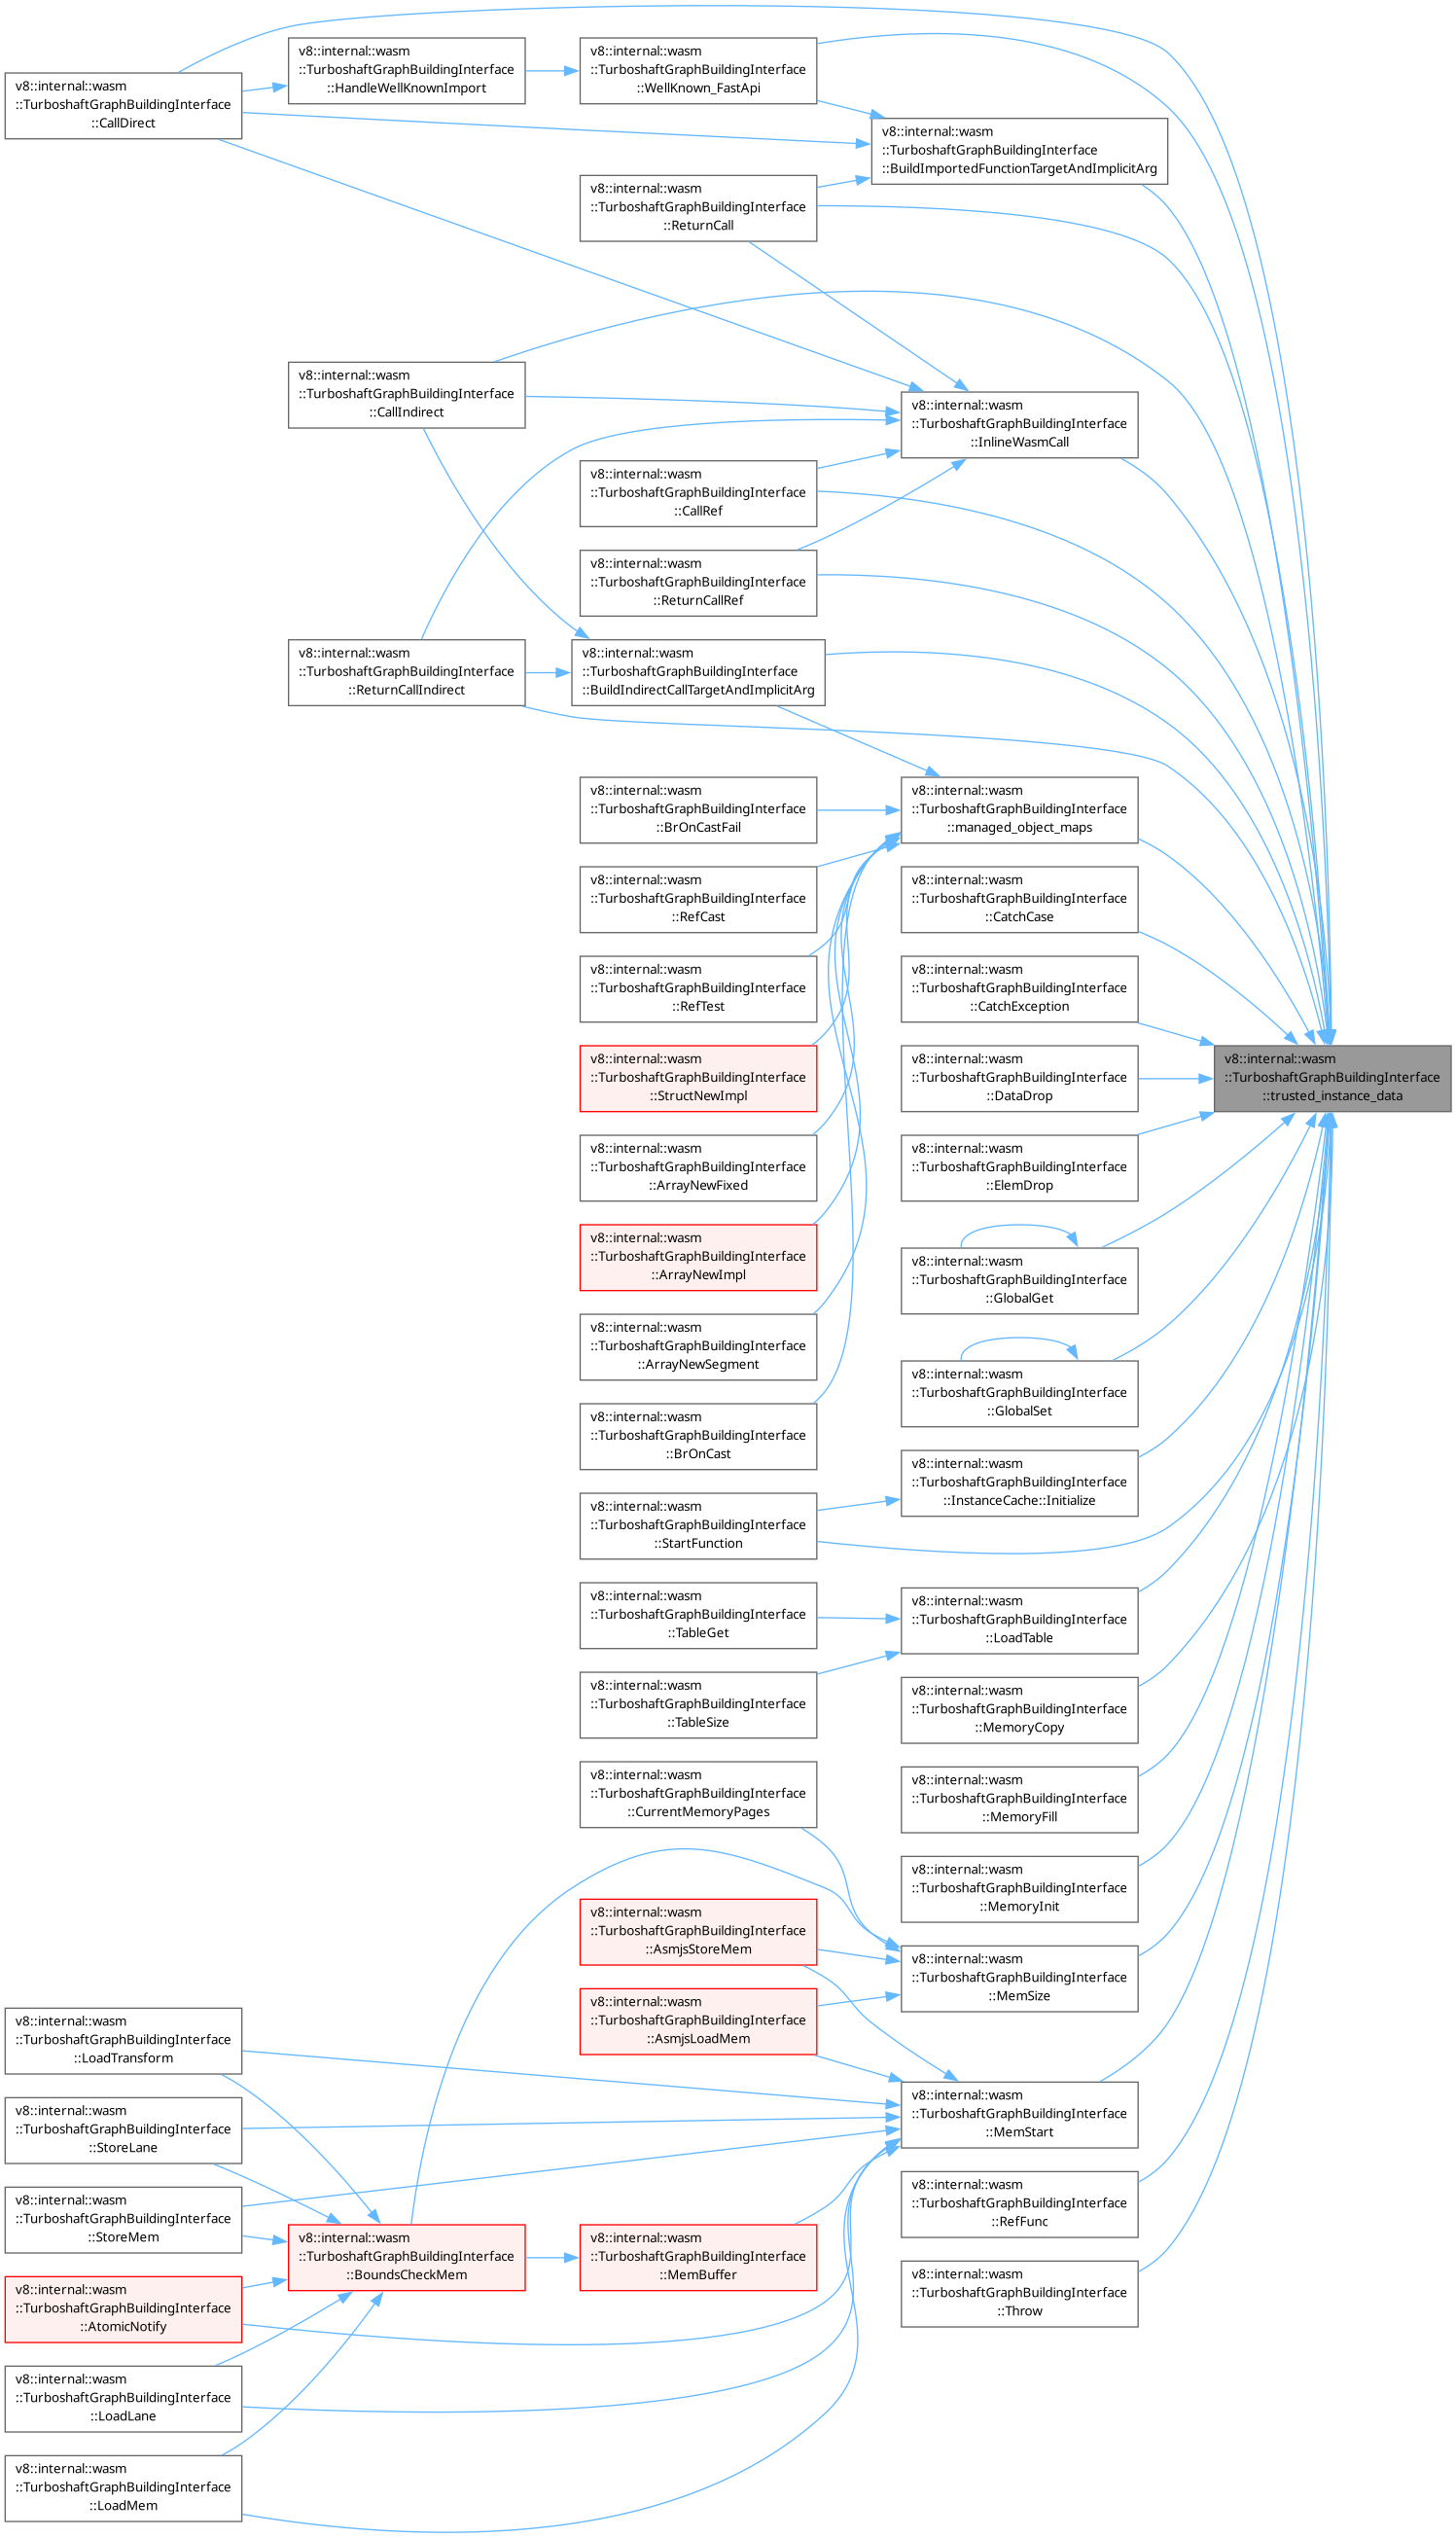 v8::internal::wasm
::TurboshaftGraphBuildingInterface
::CallDirect
v8::internal::wasm
::TurboshaftGraphBuildingInterface
::HandleWellKnownImport
v8::internal::wasm
::TurboshaftGraphBuildingInterface
::WellKnown_FastApi
v8::internal::wasm
::TurboshaftGraphBuildingInterface
::BuildImportedFunctionTargetAndImplicitArg
v8::internal::wasm
::TurboshaftGraphBuildingInterface
::ReturnCall
v8::internal::wasm
::TurboshaftGraphBuildingInterface
::CallIndirect
v8::internal::wasm
::TurboshaftGraphBuildingInterface
::InlineWasmCall
v8::internal::wasm
::TurboshaftGraphBuildingInterface
::CallRef
v8::internal::wasm
::TurboshaftGraphBuildingInterface
::ReturnCallRef
v8::internal::wasm
::TurboshaftGraphBuildingInterface
::ReturnCallIndirect
v8::internal::wasm
::TurboshaftGraphBuildingInterface
::BuildIndirectCallTargetAndImplicitArg
v8::internal::wasm
::TurboshaftGraphBuildingInterface
::BrOnCastFail
v8::internal::wasm
::TurboshaftGraphBuildingInterface
::managed_object_maps
v8::internal::wasm
::TurboshaftGraphBuildingInterface
::RefCast
v8::internal::wasm
::TurboshaftGraphBuildingInterface
::CatchCase
v8::internal::wasm
::TurboshaftGraphBuildingInterface
::RefTest
v8::internal::wasm
::TurboshaftGraphBuildingInterface
::CatchException
v8::internal::wasm
::TurboshaftGraphBuildingInterface
::StructNewImpl
v8::internal::wasm
::TurboshaftGraphBuildingInterface
::DataDrop
v8::internal::wasm
::TurboshaftGraphBuildingInterface
::trusted_instance_data
v8::internal::wasm
::TurboshaftGraphBuildingInterface
::ArrayNewFixed
v8::internal::wasm
::TurboshaftGraphBuildingInterface
::ElemDrop
v8::internal::wasm
::TurboshaftGraphBuildingInterface
::ArrayNewImpl
v8::internal::wasm
::TurboshaftGraphBuildingInterface
::GlobalGet
v8::internal::wasm
::TurboshaftGraphBuildingInterface
::ArrayNewSegment
v8::internal::wasm
::TurboshaftGraphBuildingInterface
::GlobalSet
v8::internal::wasm
::TurboshaftGraphBuildingInterface
::BrOnCast
v8::internal::wasm
::TurboshaftGraphBuildingInterface
::InstanceCache::Initialize
v8::internal::wasm
::TurboshaftGraphBuildingInterface
::StartFunction
v8::internal::wasm
::TurboshaftGraphBuildingInterface
::TableGet
v8::internal::wasm
::TurboshaftGraphBuildingInterface
::LoadTable
v8::internal::wasm
::TurboshaftGraphBuildingInterface
::TableSize
v8::internal::wasm
::TurboshaftGraphBuildingInterface
::MemoryCopy
v8::internal::wasm
::TurboshaftGraphBuildingInterface
::CurrentMemoryPages
v8::internal::wasm
::TurboshaftGraphBuildingInterface
::MemoryFill
v8::internal::wasm
::TurboshaftGraphBuildingInterface
::MemoryInit
v8::internal::wasm
::TurboshaftGraphBuildingInterface
::AsmjsStoreMem
v8::internal::wasm
::TurboshaftGraphBuildingInterface
::MemSize
v8::internal::wasm
::TurboshaftGraphBuildingInterface
::AsmjsLoadMem
v8::internal::wasm
::TurboshaftGraphBuildingInterface
::LoadTransform
v8::internal::wasm
::TurboshaftGraphBuildingInterface
::MemStart
v8::internal::wasm
::TurboshaftGraphBuildingInterface
::StoreLane
v8::internal::wasm
::TurboshaftGraphBuildingInterface
::RefFunc
v8::internal::wasm
::TurboshaftGraphBuildingInterface
::StoreMem
v8::internal::wasm
::TurboshaftGraphBuildingInterface
::BoundsCheckMem
v8::internal::wasm
::TurboshaftGraphBuildingInterface
::MemBuffer
v8::internal::wasm
::TurboshaftGraphBuildingInterface
::Throw
v8::internal::wasm
::TurboshaftGraphBuildingInterface
::AtomicNotify
v8::internal::wasm
::TurboshaftGraphBuildingInterface
::LoadLane
v8::internal::wasm
::TurboshaftGraphBuildingInterface
::LoadMem